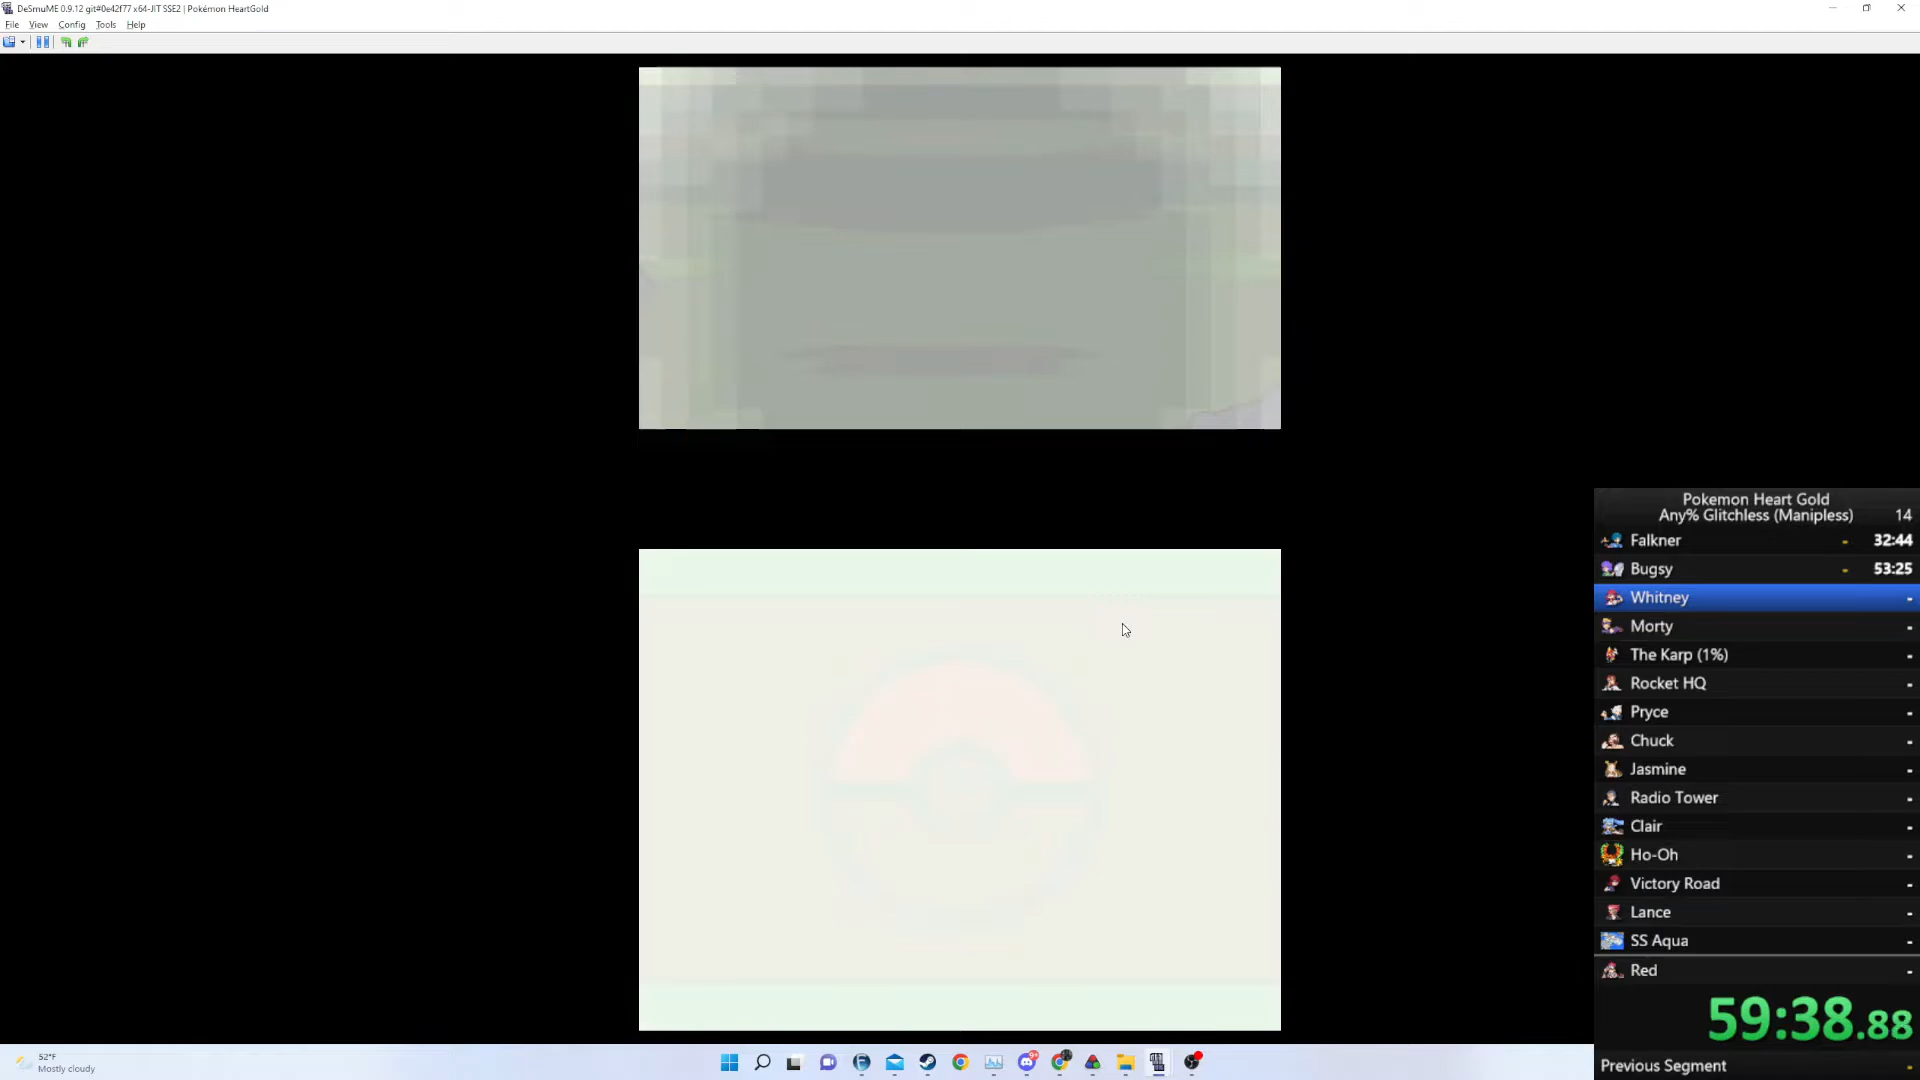 DeSmuME 0.9.12 git#0e42f77 x64-JIT SSE2 | Pokémon HeartGold
File View Config Tools Help
Pokemon Heart Gold
Any% Glitchless (Manipless) 14
Falkner - 32:44
Bugsy - 53:25
Whitney -
Morty -
The Karp (1%) -
Rocket HQ -
Pryce -
Chuck -
Jasmine -
Radio Tower -
Clair -
Ho-Oh -
Victory Road -
Lance -
SS Aqua -
Red -
59:38.88
Previous Segment -
52°F
Mostly cloudy